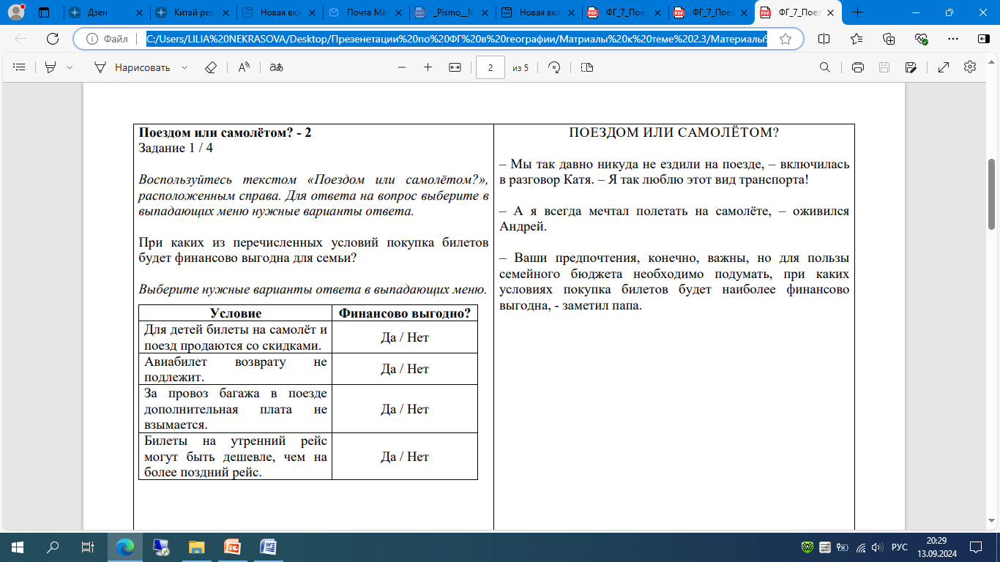 Дзен
Китай реш
Новая вкл
Почта Mai
_Pismo__M
Новая вкл
ФГ_7_Поез
ФГ_7_Поез
ФГ_7_Поез
Файл
C:/Users/LILIA%20NEKRASOVA/Desktop/Презенетации%20по%20ФГ%20в%20географии/Матриалы%20к%20теме%202.3/Материалы%
Нарисовать
аあ
2
из 5
Поездом или самолётом? - 2
Задание 1 / 4
Воспользуйтесь текстом «Поездом или самолётом?»,
расположенным справа. Для ответа на вопрос выберите в
выпадающих меню нужные варианты ответа.
При каких из перечисленных условий покупка билетов
будет финансово выгодна для семьи?
Выберите нужные варианты ответа в выпадающих меню.
Условие
Финансово выгодно?
Для детей билеты на самолёт и
поезд продаются со скидками.
Да / Нет
Авиабилет возврату не
подлежит.
Да / Нет
За провоз багажа в поезде
дополнительная плата не
взымается.
Да / Нет
Билеты на утренний рейс
могут быть дешевле, чем на
более поздний рейс.
Да / Нет
ПОЕЗДОМ ИЛИ САМОЛЁТОМ?
– Мы так давно никуда не ездили на поезде, – включилась
в разговор Катя. – Я так люблю этот вид транспорта!
– А я всегда мечтал полетать на самолёте, – оживился
Андрей.
– Ваши предпочтения, конечно, важны, но для пользы
семейного бюджета необходимо подумать, при каких
условиях покупка билетов будет наиболее финансово
выгодна, - заметил папа.
РУС
20:29
13.09.2024